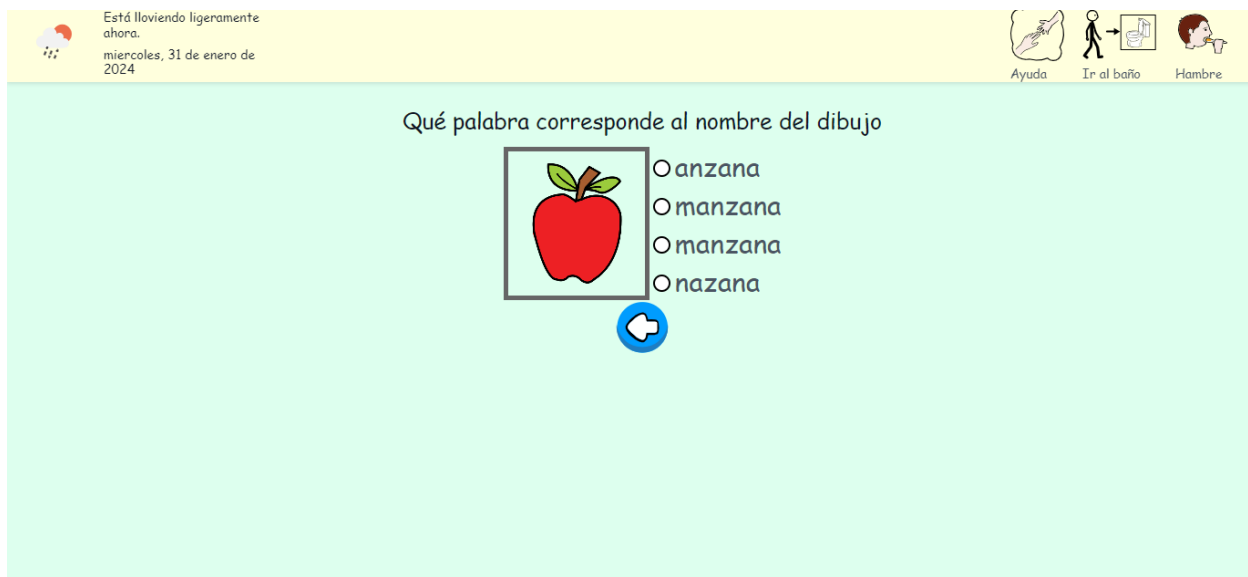 Está lloviendo ligeramente
ahora.
miercoles, 31 de enero de
2024
Ayuda
Ir al baño
Hambre
Qué palabra corresponde al nombre del dibujo
anzana
manzana
manzana
nazana